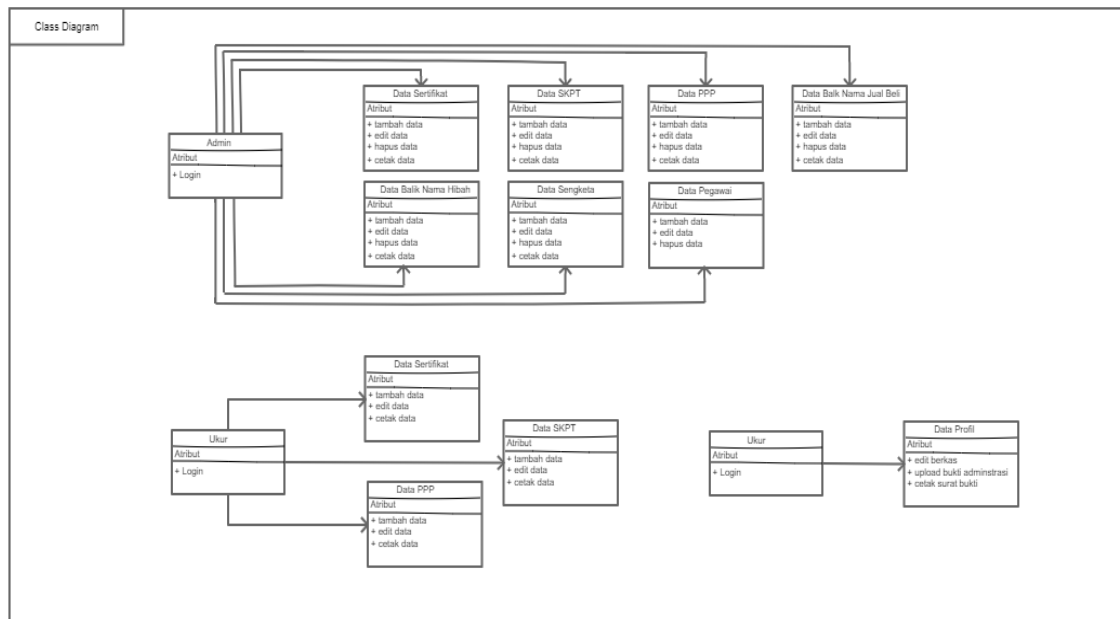 Class Diagram
Data Sertifikat
Atribut
+ tambah data
+ edit data
+ hapus data
+ cetak data
Data SKPT
Atribut
+ tambah data
+ edit data
+ hapus data
+ cetak data
Data PPP
Atribut
+ tambah data
+ edit data
+ hapus data
+ cetak data
Data Balk Nama Jual Beli
Atribut
+ tambah data
+ edit data
+ hapus data
+ cetak data
Admin
Atribut
+ Login
Data Balik Nama Hibah
Atribut
+ tambah data
+ edit data
+ hapus data
+ cetak data
Data Sengketa
Atribut
+ tambah data
+ edit data
+ hapus data
+ cetak data
Data Pegawai
Atribut
+ tambah data
+ edit data
+ hapus data
Data Sertifikat
Atribut
+ tambah data
+ edit data
+ cetak data
Ukur
Atribut
+ Login
Data SKPT
Atribut
+ tambah data
+ edit data
+ cetak data
Data PPP
Atribut
+ tambah data
+ edit data
+ cetak data
Ukur
Atribut
+ Login
Data Profil
Atribut
+ edit berkas
+ upload bukti adminstrasi
+ cetak surat bukti